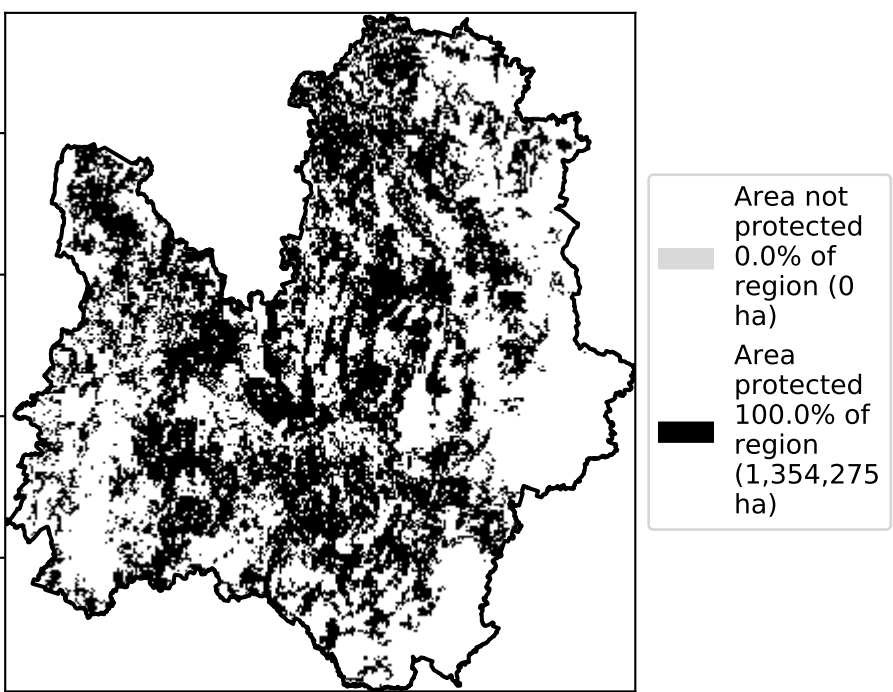 Area not
protected
0.0% of
region (0
ha)
Area
protected
100.0% of
region
(1,354,275
ha)